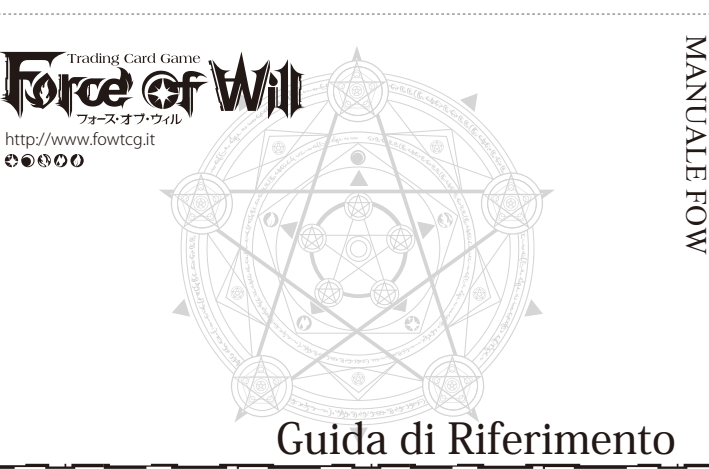 Trading Card Game
Force Of Will
フォース・オブ・ウィル
http://www.fowtcg.it
MANUALE FOW
Guida di Riferimento